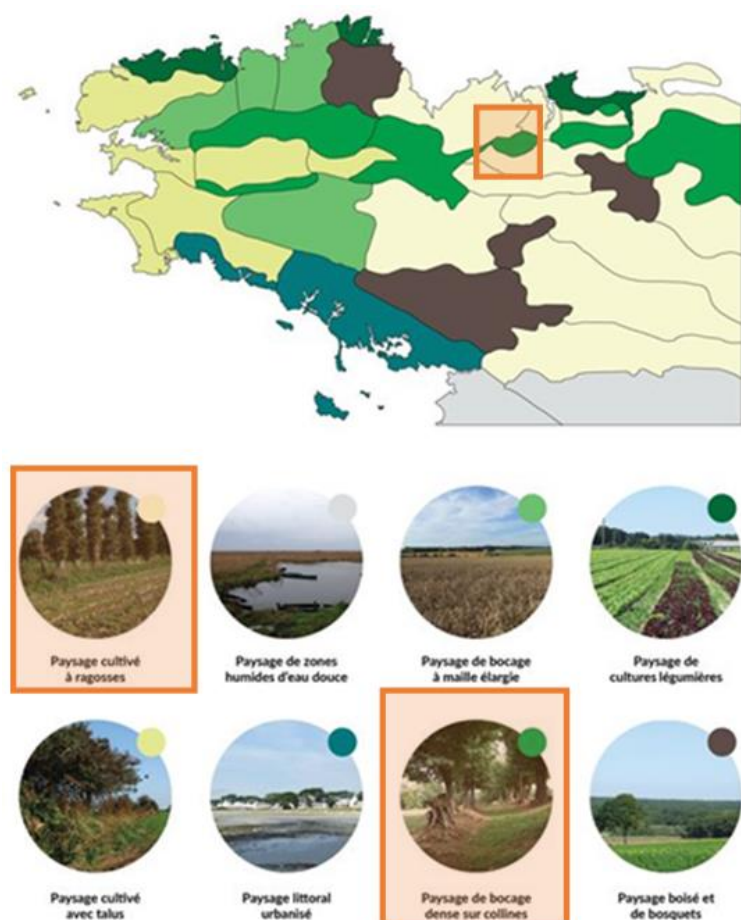 Paysage cultivé
à ragosses
Paysage de zones
humides d'eau douce
Paysage de bocage
à maille élargie
Paysage de
cultures légumières
Paysage cultivé
avec talus
Paysage littoral
urbanisé
Paysage de bocage
dense sur collines
Paysage boisé et
de bosquets